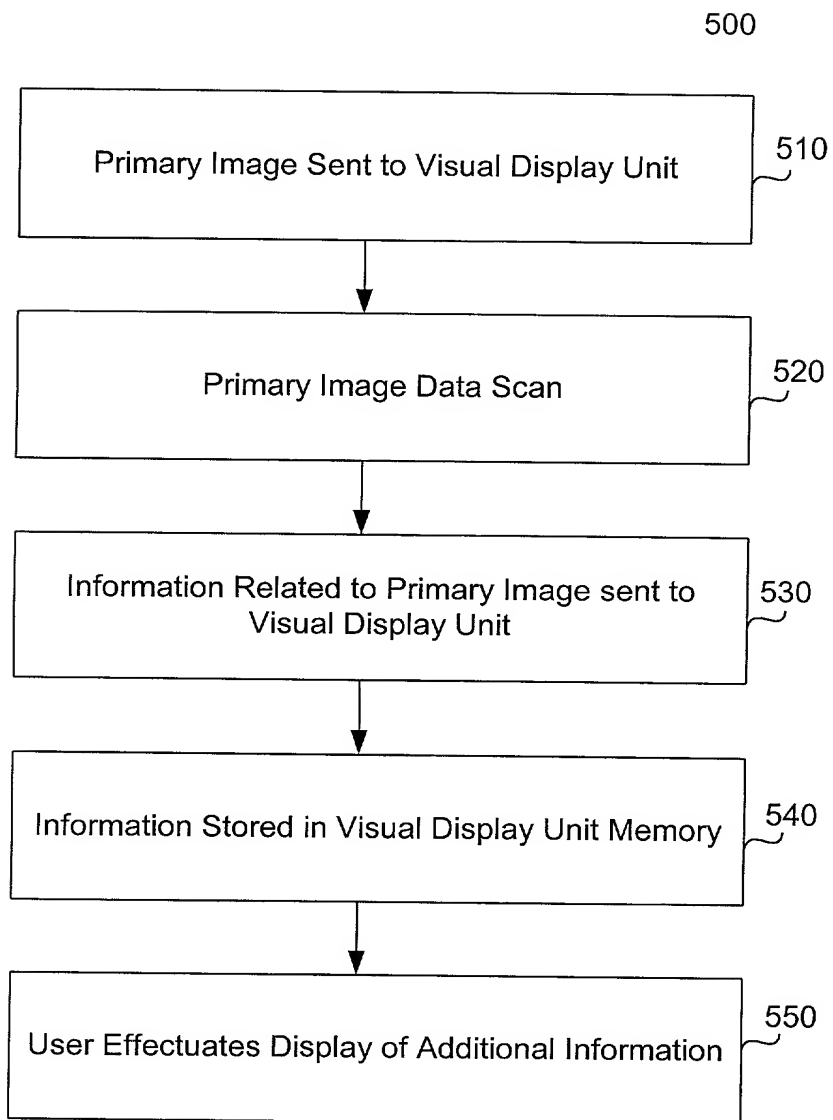 500
Primary Image Sent to Visual Display Unit
510
Primary Image Data Scan
520
Information Related to Primary Image sent to
Visual Display Unit
530
Information Stored in Visual Display Unit Memory
540
User Effectuates Display of Additional Information
550